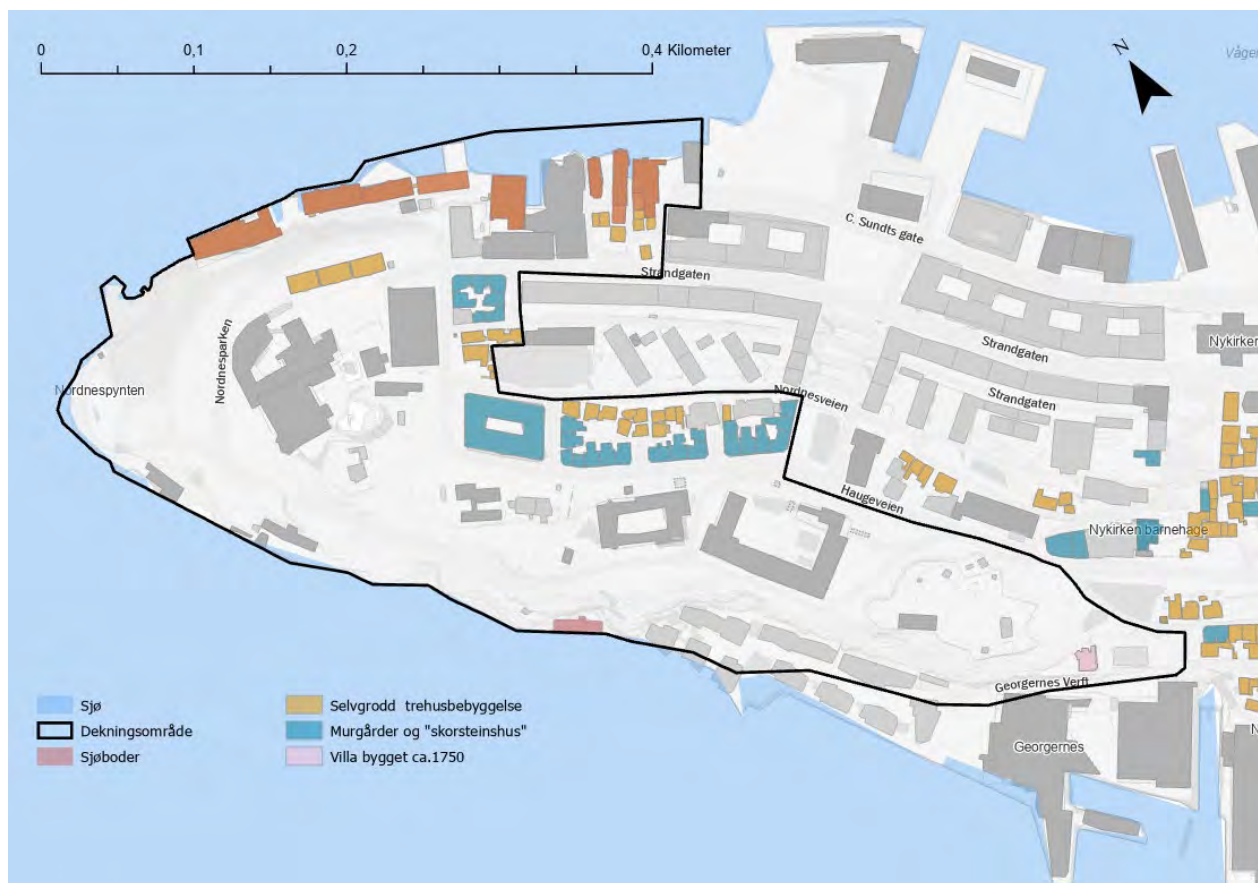 0 0,1 0,2 0,4 Kilometer
N
C. Sundts gate
Strandgaten
Strandgaten
Nykirken
Strandgaten
Nordnesparken
Nordnespynten
Nordnesveien
Haugeveien
Nykirken barnehage
Georgernes Verft
Georgernes
Sjø
Dekningsområde
Sjøboder
Selvgrodd trehusbebyggelse
Murgårder og "skorsteinshus"
Villa bygget ca.1750